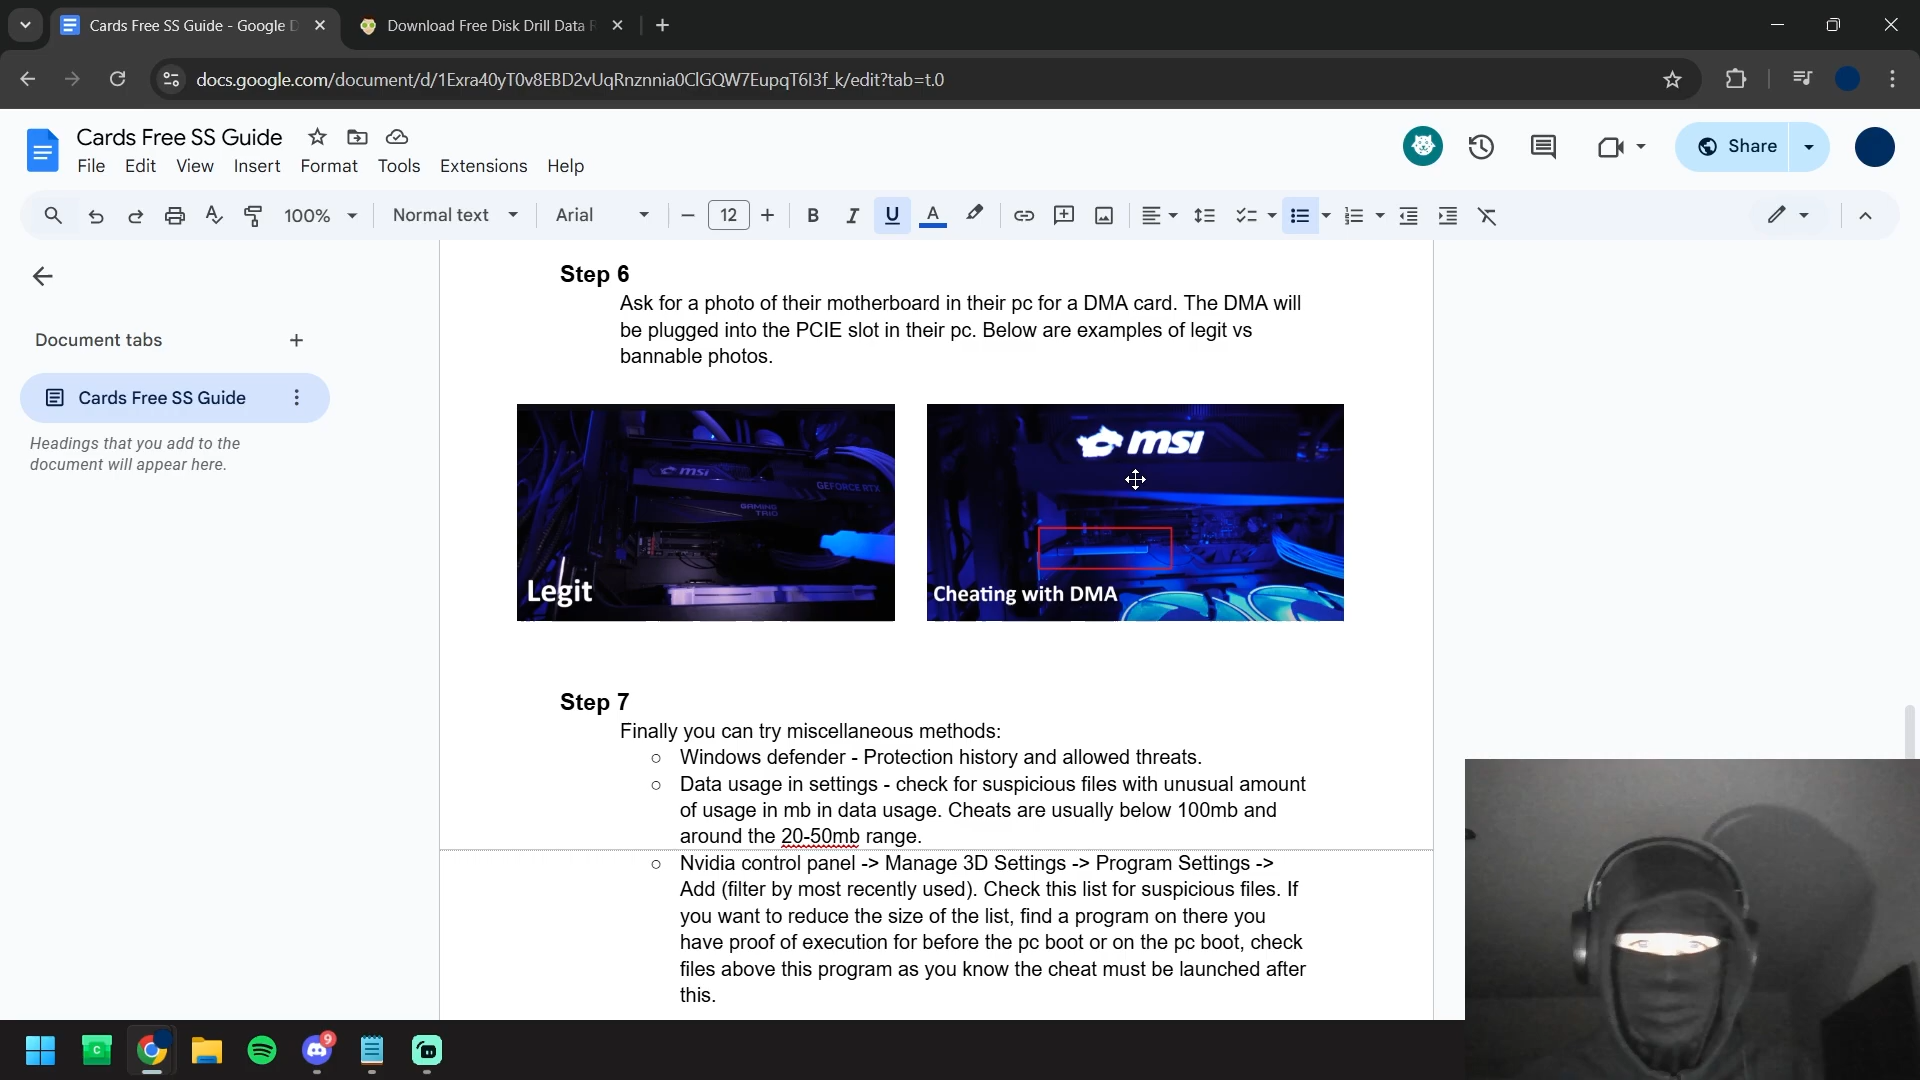 Cards Free SS Guide - Google D
Download Free Disk Drill Data R
docs.google.com/document/d/1Exra40yT0v8EBD2vUqRnznnia0ClGQW7EupqT6l3f_k/edit?tab=t.0
Cards Free SS Guide
File Edit View Insert Format Tools Extensions Help
Share
100% Normal text Arial 12 B I U A
Document tabs
Cards Free SS Guide
Headings that you add to the
document will appear here.
Step 6
Ask for a photo of their motherboard in their pc for a DMA card. The DMA will
be plugged into the PCIE slot in their pc. Below are examples of legit vs
bannable photos.
msi
GEFORCE RTX
GAMING
TRIO
Legit
msi
Cheating with DMA
Step 7
Finally you can try miscellaneous methods:
Windows defender - Protection history and allowed threats.
Data usage in settings - check for suspicious files with unusual amount
of usage in mb in data usage. Cheats are usually below 100mb and
around the 20-50mb range.
Nvidia control panel -> Manage 3D Settings -> Program Settings ->
Add (filter by most recently used). Check this list for suspicious files. If
you want to reduce the size of the list, find a program on there you
have proof of execution for before the pc boot or on the pc boot, check
files above this program as you know the cheat must be launched after
this.
9